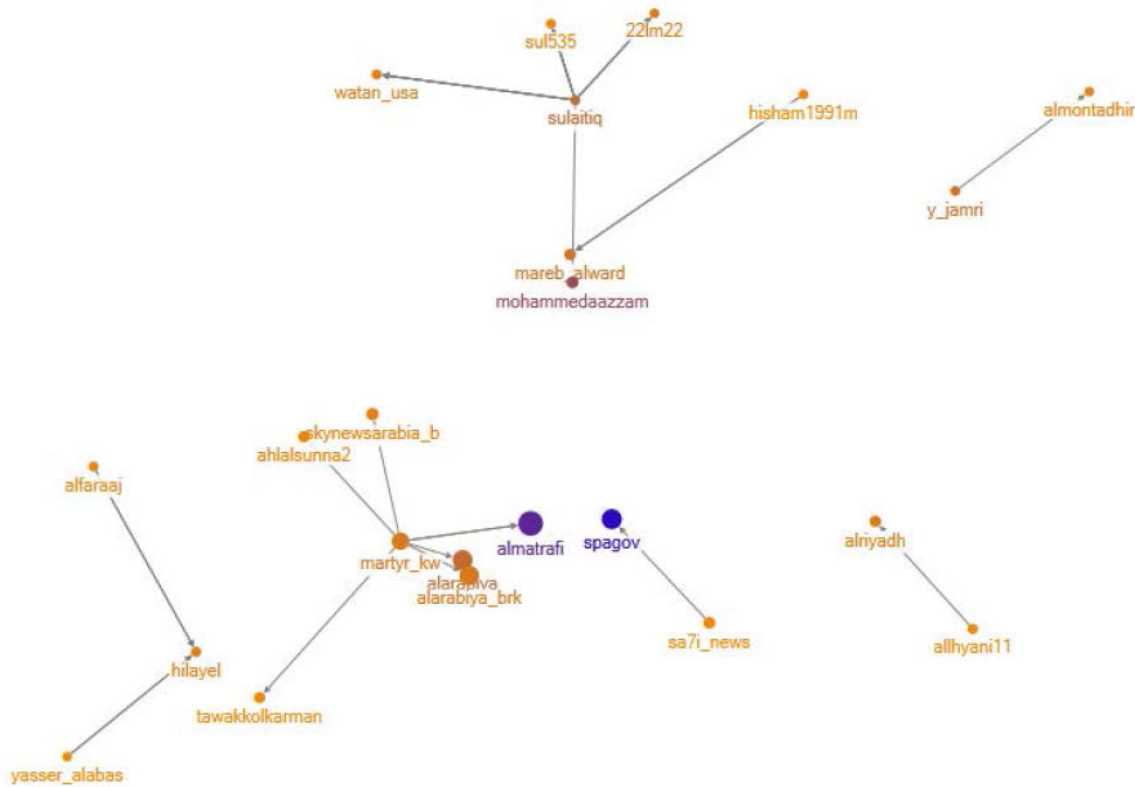 sul535
22lm22
watan_usa
sulaitiq
hisham1991m
almontadhir
y_jamri
mareb_alward
mohammedaazzam
skynewsarabia_b
ahlalsunna2
alfaraaj
almatrafi
spagov
alriyadh
martyr_kw
alarabiya
alarabiya_brk
sa7i_news
allhyani11
hilayel
tawakkolkarman
yasser_alabas